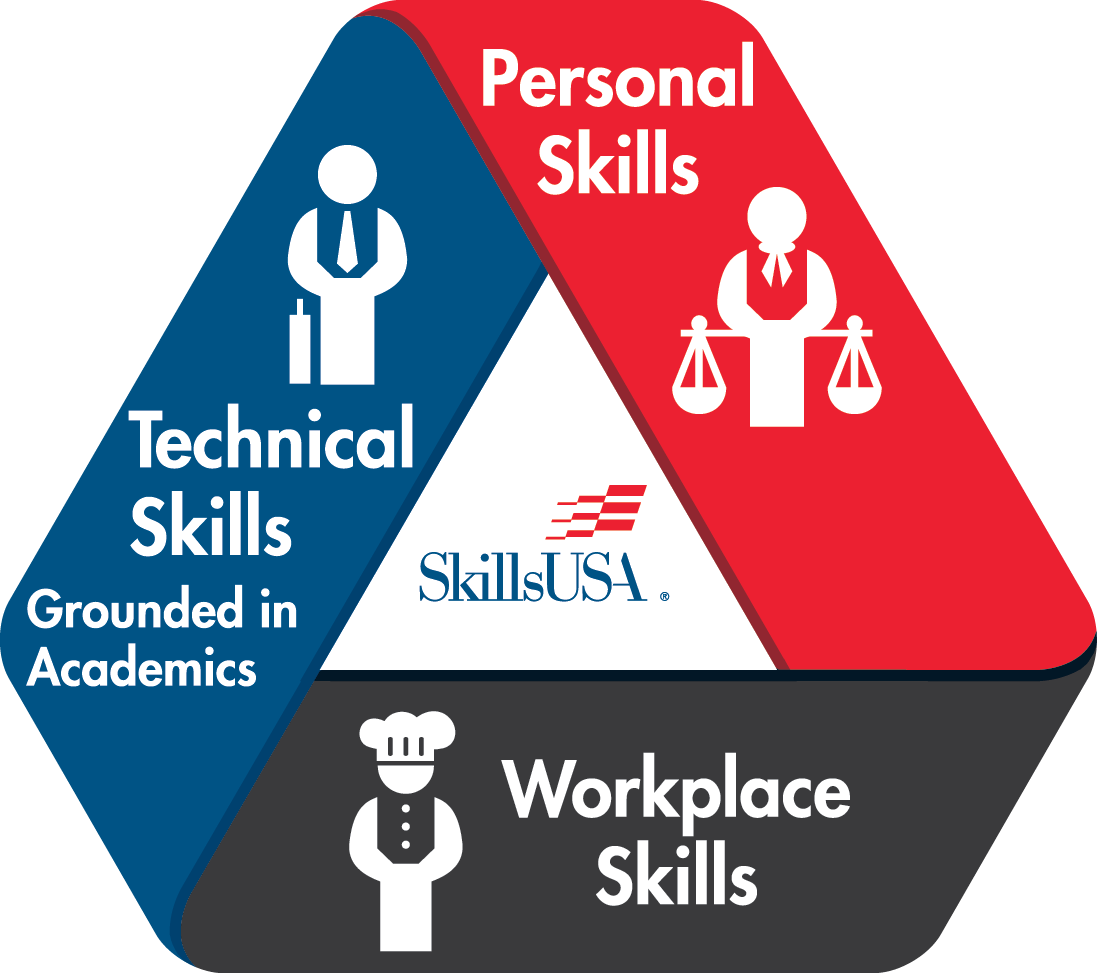 Personal
Skills
Technical
Skills
Grounded in
Academics
SkillsUSA ®
Workplace
Skills